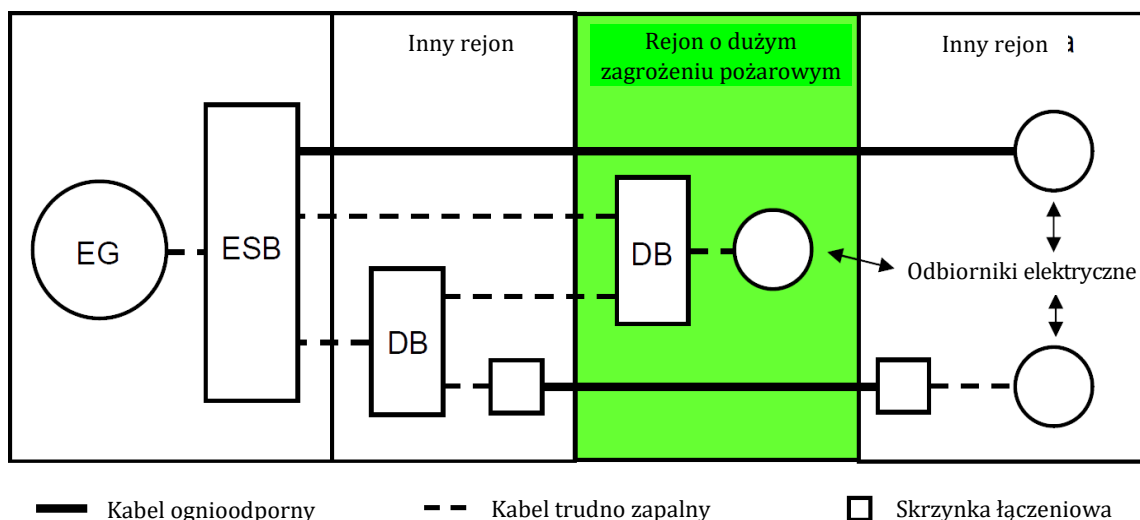 Inny rejon
Rejon o dużym
zagrożeniu pożarowym
Inny rejon a
EG
ESB
DB
DB
Odbiorniki elektryczne
Kabel ognioodporny
Kabel trudno zapalny
Skrzynka łączeniowa